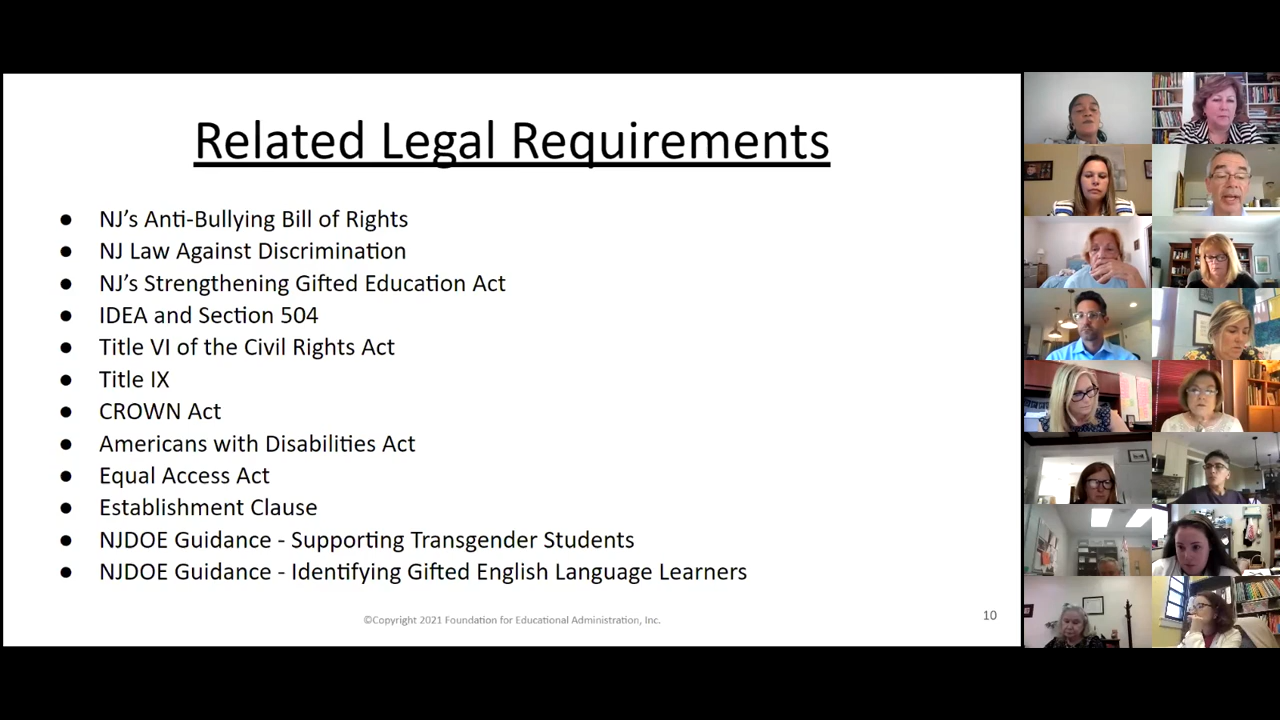 Related Legal Requirements
● NJ’s Anti-Bullying Bill of Rights
● NJ Law Against Discrimination
● NJ’s Strengthening Gifted Education Act
● IDEA and Section 504
● Title VI of the Civil Rights Act
● Title IX
● CROWN Act
● Americans with Disabilities Act
● Equal Access Act
● Establishment Clause
● NJDOE Guidance - Supporting Transgender Students
● NJDOE Guidance - Identifying Gifted English Language Learners
©Copyright 2021 Foundation for Educational Administration, Inc.
10